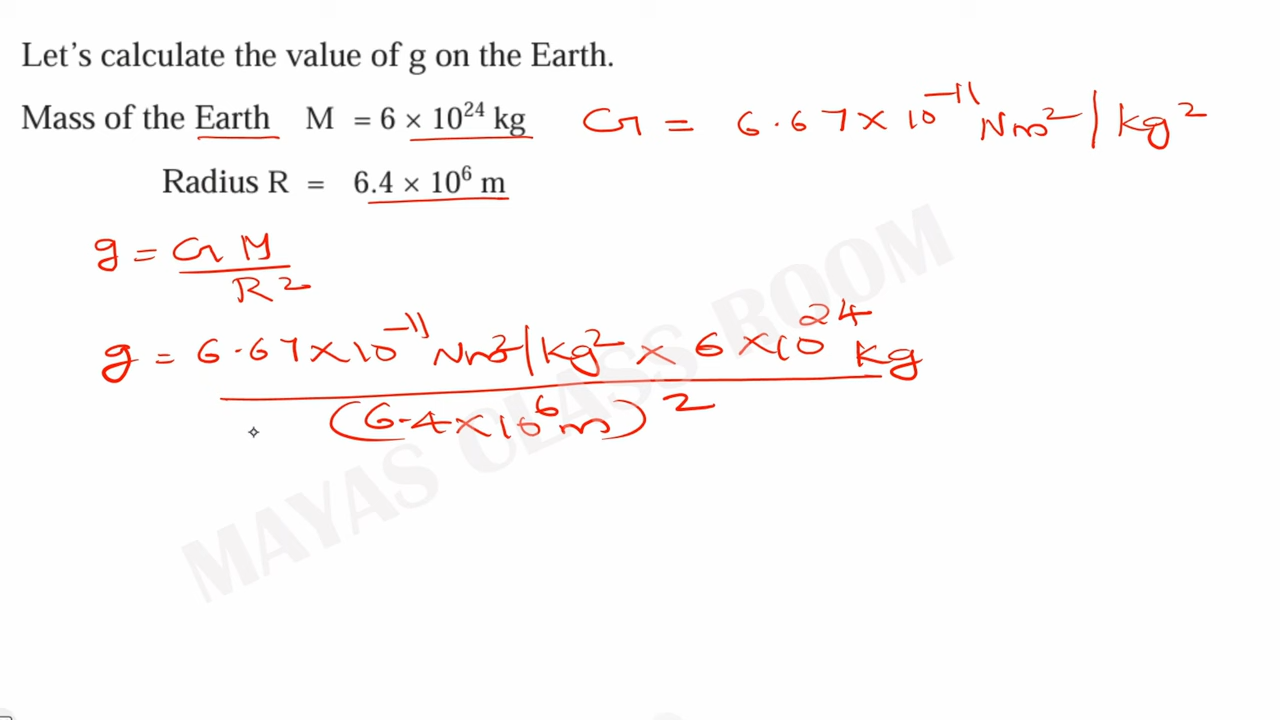 Let’s calculate the value of g on the Earth.
Mass of the Earth M = 6 × 10²⁴ kg G = 6.67 × 10⁻¹¹ Nm² / kg²
Radius R = 6.4 × 10⁶ m
g = G M
R²
g = 6.67 × 10⁻¹¹ Nm² / kg² × 6 × 10²⁴ kg
(6.4 × 10⁶ m)²
MAYAS CLASS ROOM